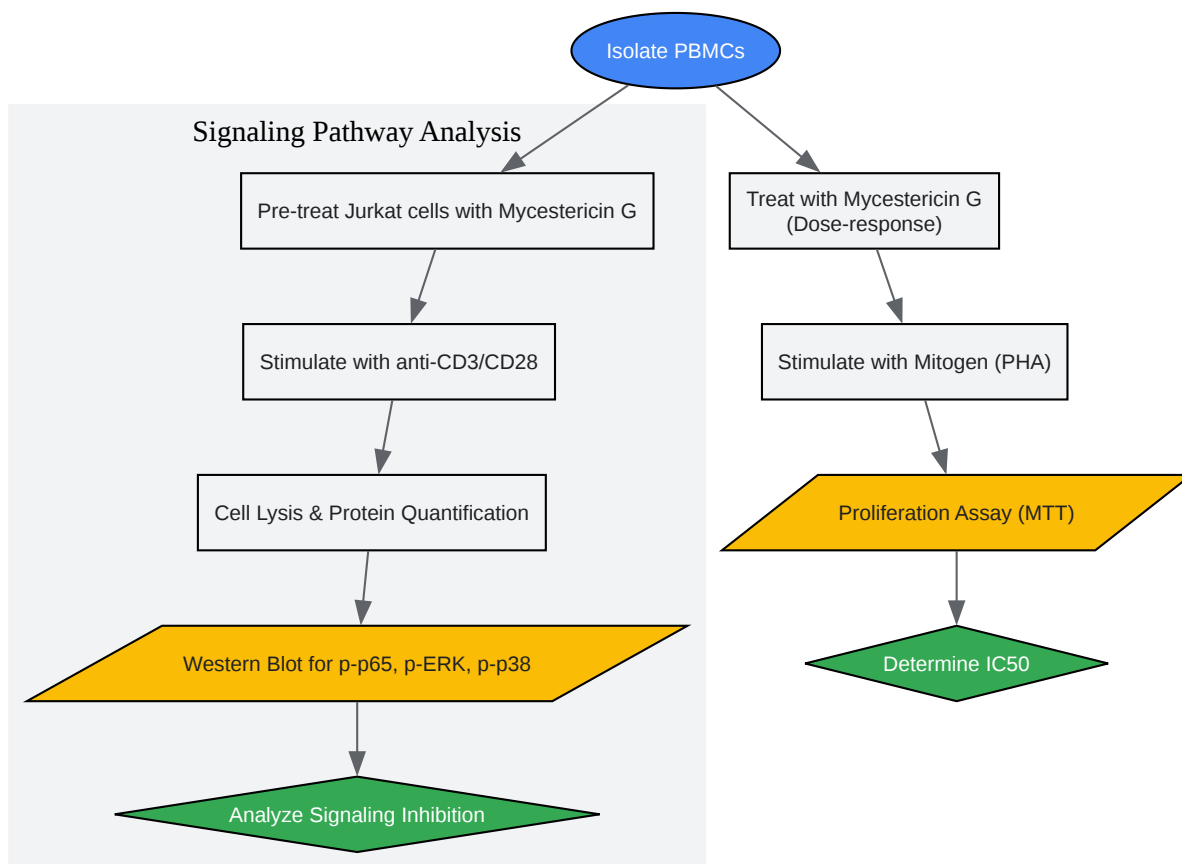 Isolate PBMCs
Signaling Pathway Analysis
Pre-treat Jurkat cells with Mycestericin G
Treat with Mycestericin G
(Dose-response)
Stimulate with anti-CD3/CD28
Stimulate with Mitogen (PHA)
Cell Lysis & Protein Quantification
Proliferation Assay (MTT)
Western Blot for p-p65, p-ERK, p-p38
Determine IC50
Analyze Signaling Inhibition